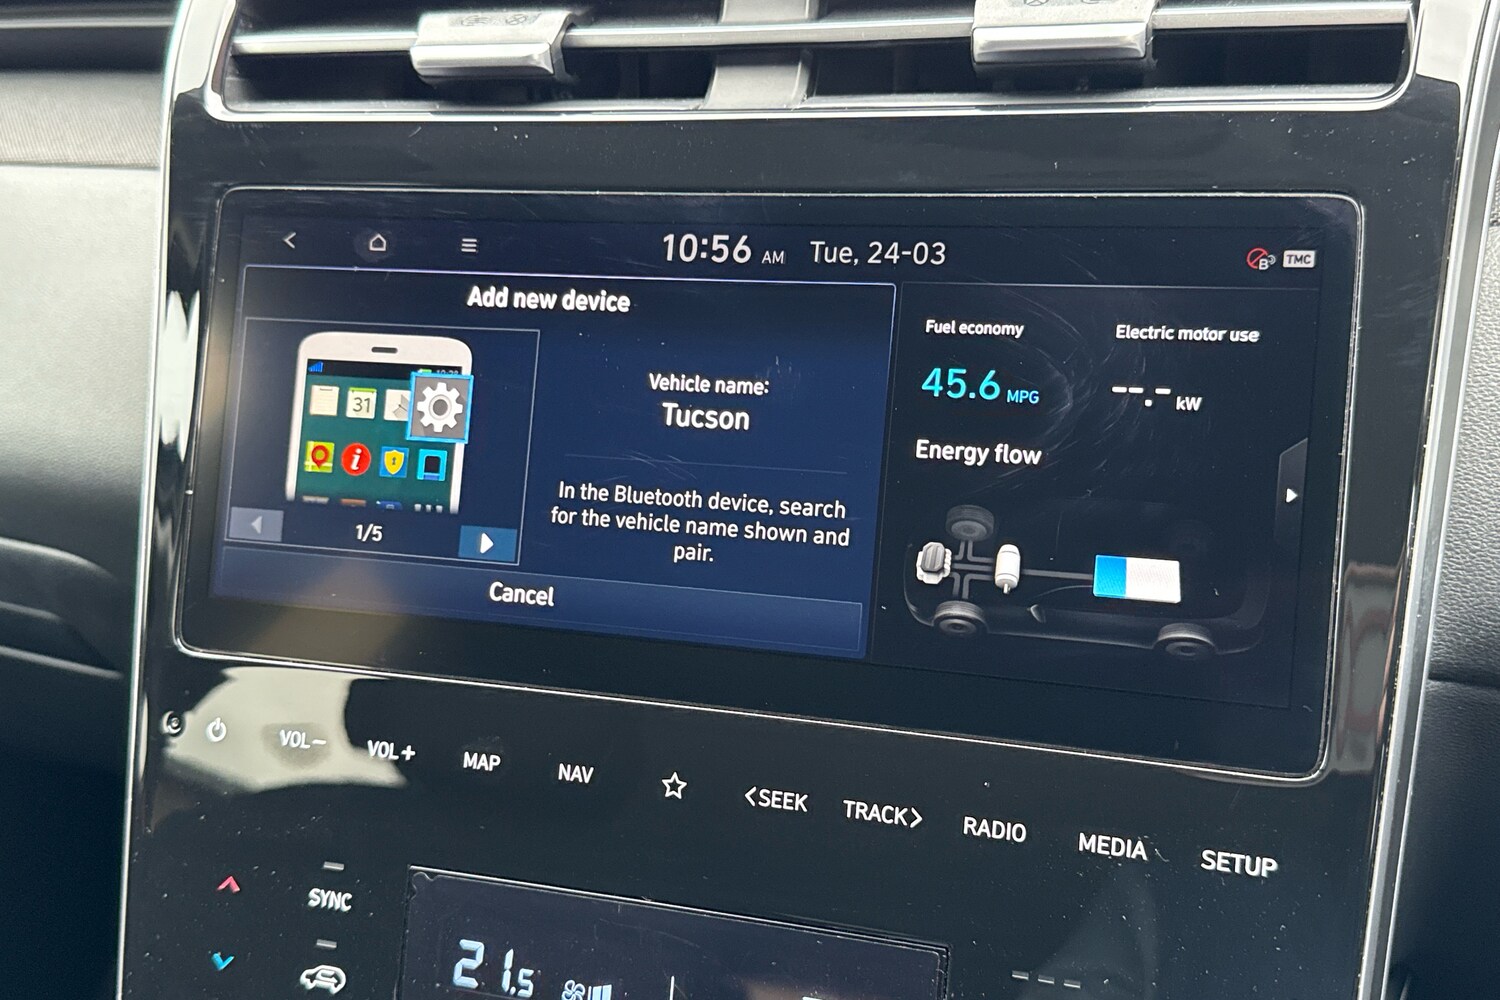 10:56 AM Tue, 24-03
B
TMC
Add new device
31
1/5
Vehicle name:
Tucson
In the Bluetooth device, search
for the vehicle name shown and
pair.
Cancel
Fuel economy
45.6 MPG
Electric motor use
--.- kW
Energy flow
VOL−
VOL+
MAP
NAV
<SEEK
TRACK>
RADIO
MEDIA
SETUP
SYNC
21.5
---